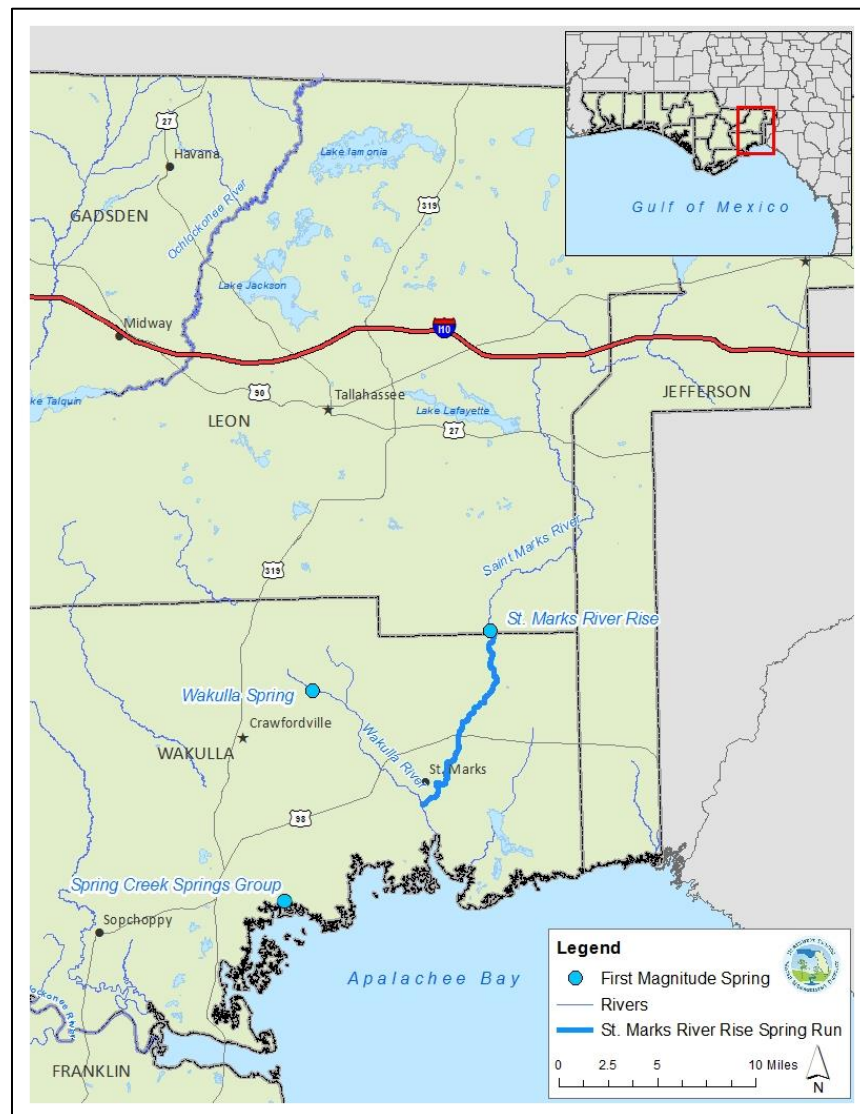 27
Havana
Lake Iamonia
319
GADSDEN
Ochlockonee River
Gulf of Mexico
Lake Jackson
Midway
I10
90
Tallahassee
JEFFERSON
Lake Talquin
LEON
Lake Lafayette
27
Saint Marks River
319
St. Marks River Rise
Wakulla Spring
Crawfordville
WAKULLA
Wakulla River
St. Marks
98
Spring Creek Springs Group
Sopchoppy
Apalachee Bay
FRANKLIN
Legend
First Magnitude Spring
Rivers
St. Marks River Rise Spring Run
0 2.5 5 10 Miles
N